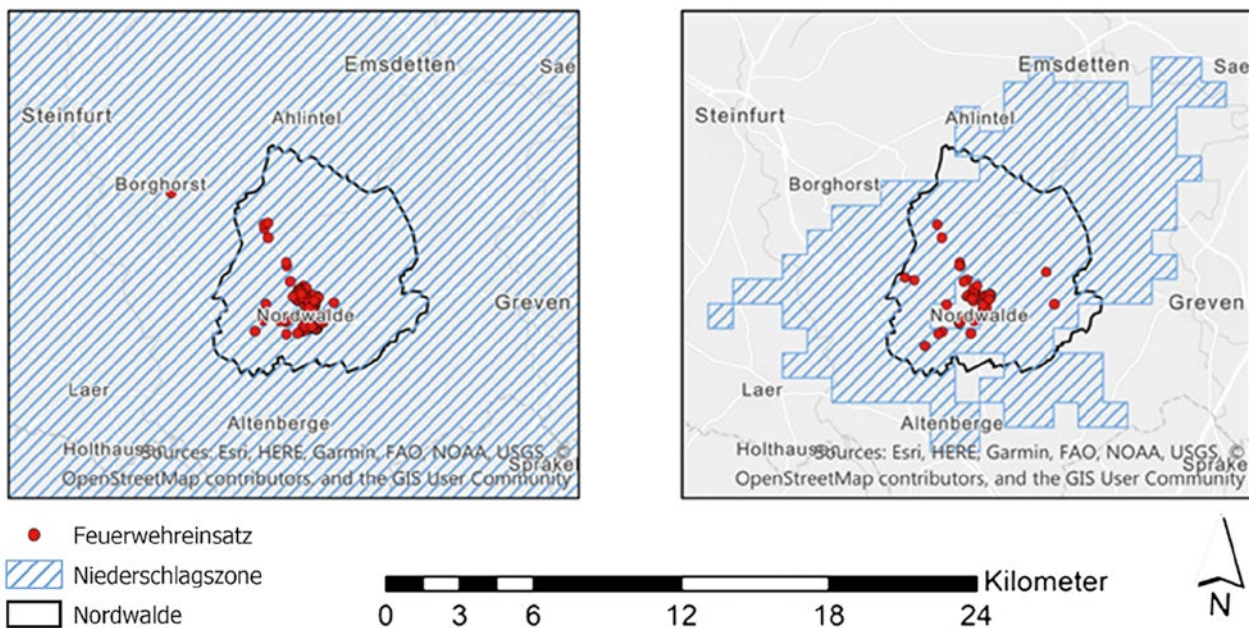 Emsdetten
Sae
Steinfurt
Ahlintel
Borghorst
Greven
Nordwalde
Laer
Altenberge
Sources: Esri, HERE, Garmin, FAO, NOAA, USGS, ©
OpenStreetMap contributors, and the GIS User Community
Sprakel
Emsdetten
Sae
Steinfurt
Ahlintel
Borghorst
Greven
Nordwalde
Laer
Altenberge
Sources: Esri, HERE, Garmin, FAO, NOAA, USGS, ©
OpenStreetMap contributors, and the GIS User Community
Sprakel
Feuerwehreinsatz
Niederschlagszone
Nordwalde
Kilometer
0 3 6 12 18 24
N